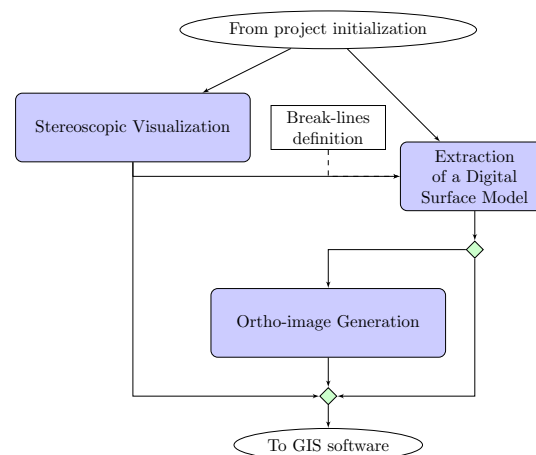 From project initialization
Stereoscopic Visualization
Break-lines
definition
Extraction
of a Digital
Surface Model
Ortho-image Generation
To GIS software